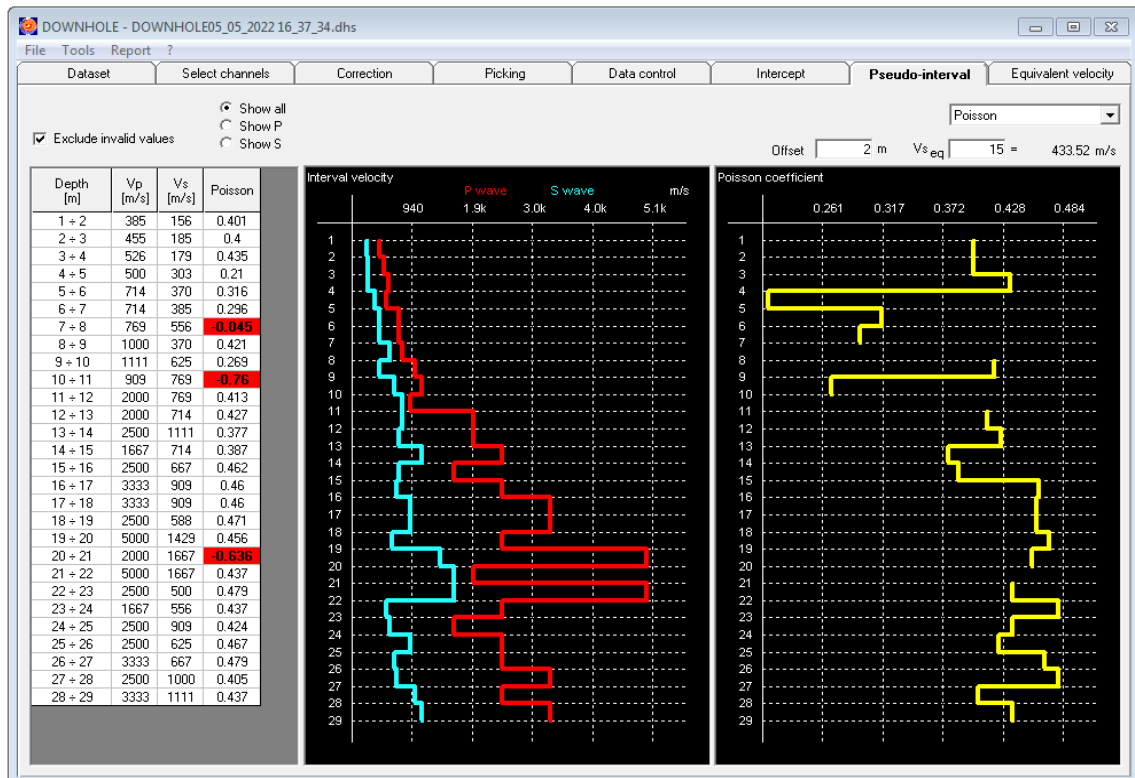 DOWNHOLE - DOWNHOLE05_05_2022 16_37_34.dhs
File Tools Report ?
Dataset Select channels Correction Picking Data control Intercept Pseudo-interval Equivalent velocity
Show all
Show P
Show S
Exclude invalid values
Poisson
Offset 2 m Vs eq 15 = 433.52 m/s
Depth [m] Vp [m/s] Vs [m/s] Poisson
1 ÷ 2 385 156 0.401
2 ÷ 3 455 185 0.4
3 ÷ 4 526 179 0.435
4 ÷ 5 500 303 0.21
5 ÷ 6 714 370 0.316
6 ÷ 7 714 385 0.296
7 ÷ 8 769 556 -0.045
8 ÷ 9 1000 370 0.421
9 ÷ 10 1111 625 0.269
10 ÷ 11 909 769 -0.76
11 ÷ 12 2000 769 0.413
12 ÷ 13 2000 714 0.427
13 ÷ 14 2500 1111 0.377
14 ÷ 15 1667 714 0.387
15 ÷ 16 2500 667 0.462
16 ÷ 17 3333 909 0.46
17 ÷ 18 3333 909 0.46
18 ÷ 19 2500 588 0.471
19 ÷ 20 5000 1429 0.456
20 ÷ 21 2000 1667 -0.636
21 ÷ 22 5000 1667 0.437
22 ÷ 23 2500 500 0.479
23 ÷ 24 1667 556 0.437
24 ÷ 25 2500 909 0.424
25 ÷ 26 2500 625 0.467
26 ÷ 27 3333 667 0.479
27 ÷ 28 2500 1000 0.405
28 ÷ 29 3333 1111 0.437
Interval velocity
P wave S wave m/s
940 1.9k 3.0k 4.0k 5.1k
1
2
3
4
5
6
7
8
9
10
11
12
13
14
15
16
17
18
19
20
21
22
23
24
25
26
27
28
29
Poisson coefficient
0.261 0.317 0.372 0.428 0.484
1
2
3
4
5
6
7
8
9
10
11
12
13
14
15
16
17
18
19
20
21
22
23
24
25
26
27
28
29